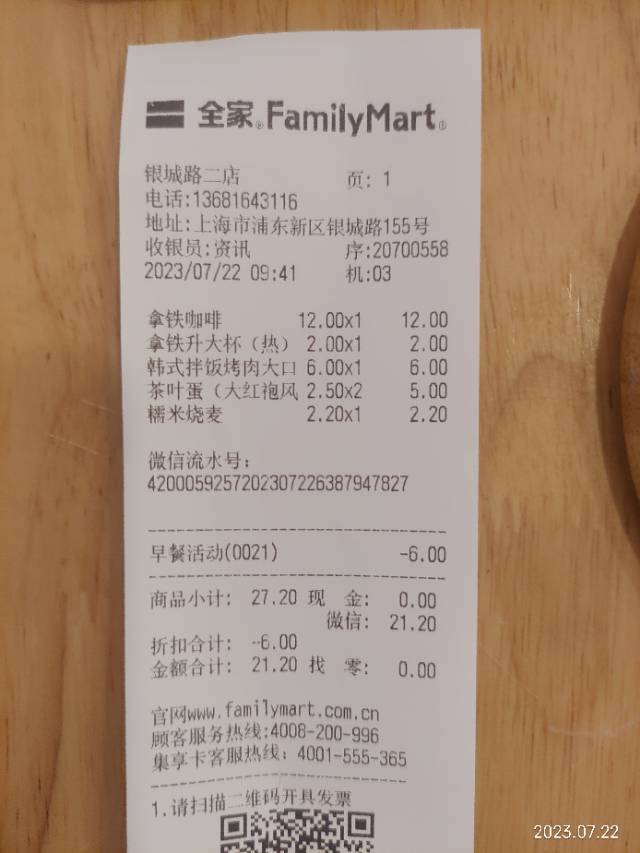 全家® FamilyMart®
银城路二店 页: 1
电话:13681643116
地址:上海市浦东新区银城路155号
收银员:资讯 序:20700558
2023/07/22 09:41 机:03
拿铁咖啡 12.00x1 12.00
拿铁升大杯（热） 2.00x1 2.00
韩式拌饭烤肉大口 6.00x1 6.00
茶叶蛋（大红袍风 2.50x2 5.00
糯米烧麦 2.20x1 2.20
微信流水号：
4200059257202307226387947827
早餐活动(0021) -6.00
商品小计: 27.20 现 金: 0.00
微信: 21.20
折扣合计: -6.00
金额合计: 21.20 找 零: 0.00
官网www.familymart.com.cn
顾客服务热线:4008-200-996
集享卡客服热线：4001-555-365
1.请扫描二维码开具发票
2023.07.22